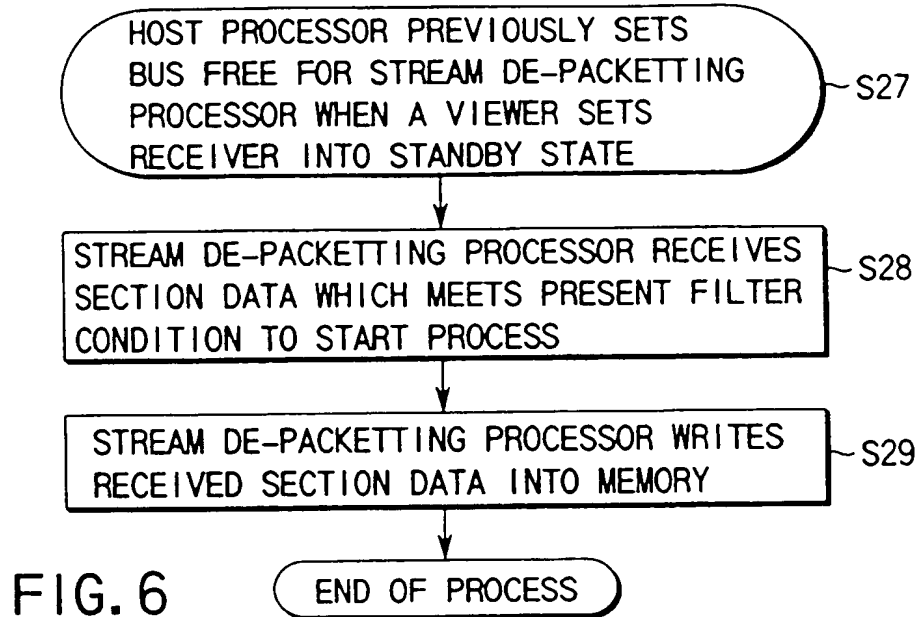 HOST PROCESSOR PREVIOUSLY SETS
BUS FREE FOR STREAM DE-PACKETTING
PROCESSOR WHEN A VIEWER SETS
RECEIVER INTO STANDBY STATE
S27
STREAM DE-PACKETTING PROCESSOR RECEIVES
SECTION DATA WHICH MEETS PRESENT FILTER
CONDITION TO START PROCESS
S28
STREAM DE-PACKETTING PROCESSOR WRITES
RECEIVED SECTION DATA INTO MEMORY
S29
END OF PROCESS
FIG. 6